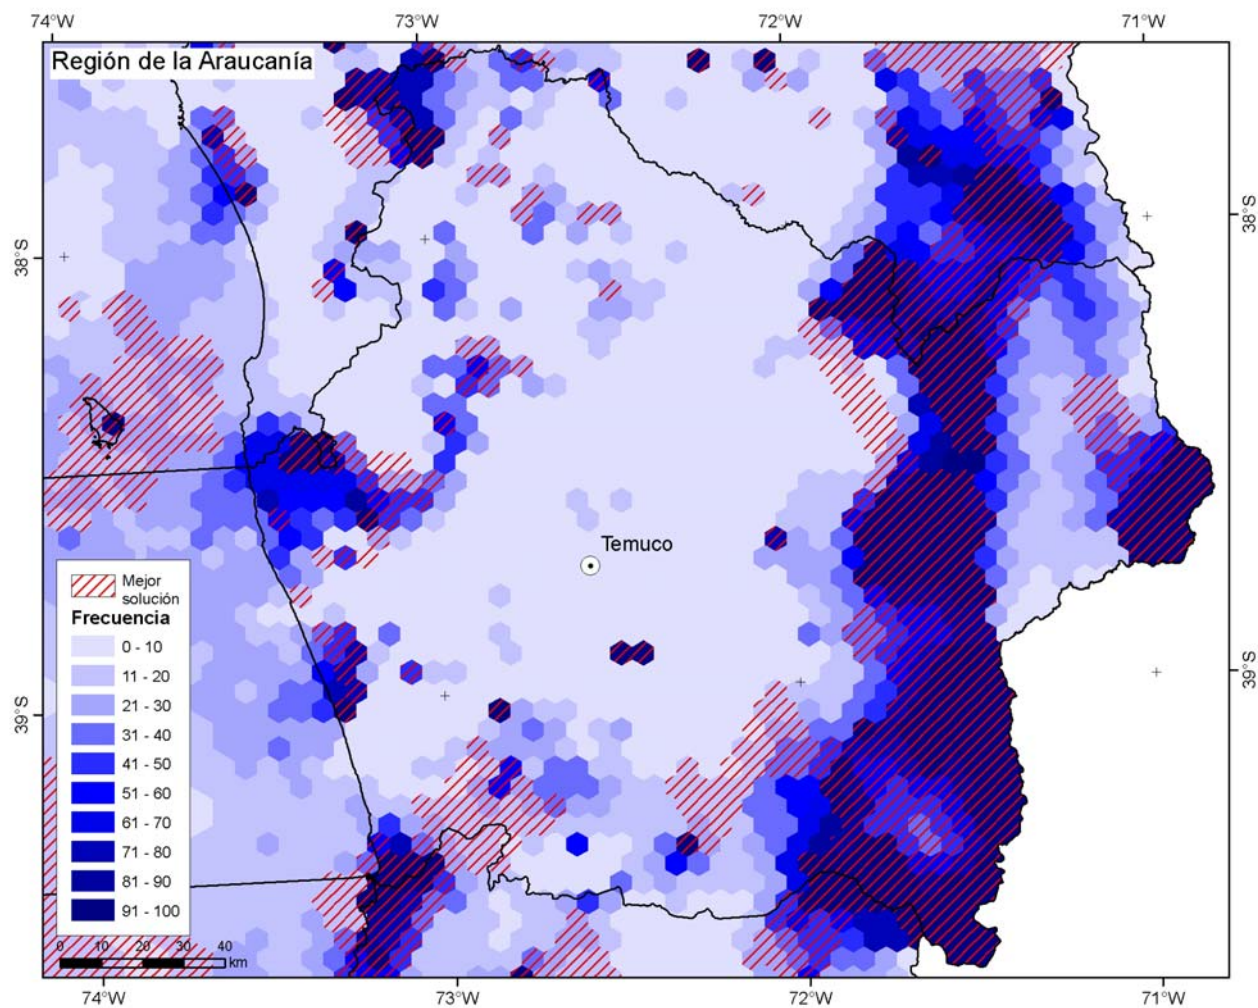 74°W 73°W 72°W 71°W
Región de la Araucanía
38°S 38°S
Temuco
Mejor
solución
Frecuencia
0 - 10
11 - 20
21 - 30
31 - 40
41 - 50
51 - 60
61 - 70
71 - 80
81 - 90
91 - 100
39°S 39°S
0 10 20 30 40
km
74°W 73°W 72°W 71°W